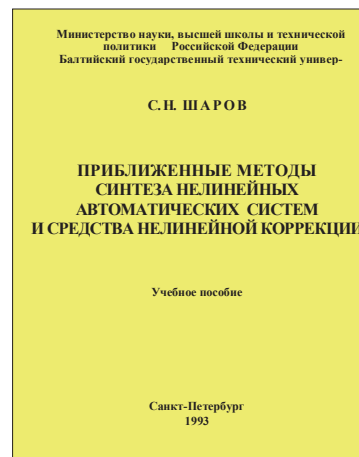 Министерство науки, высшей школы и технической
политики Российской Федерации
Балтийский государственный технический универ-
С.Н. ШАРОВ
ПРИБЛИЖЕННЫЕ МЕТОДЫ
СИНТЕЗА НЕЛИНЕЙНЫХ
АВТОМАТИЧЕСКИХ СИСТЕМ
И СРЕДСТВА НЕЛИНЕЙНОЙ КОРРЕКЦИИ
Учебное пособие
Санкт-Петербург
1993